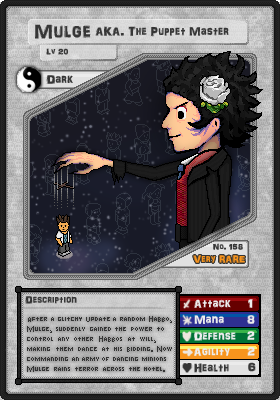 Mulge aka. The Puppet Master
Lv 20
Dark
No. 158
Very Rare
Description
After a glitchy update a random Habbo,
Mulge, suddenly gained the power to
control any other Habbos at will,
making them dance at his bidding. Now
commanding an army of dancing minions
Mulge rains terror across the hotel.
Attack 1
Mana 8
Defense 2
Agility 2
Health 6